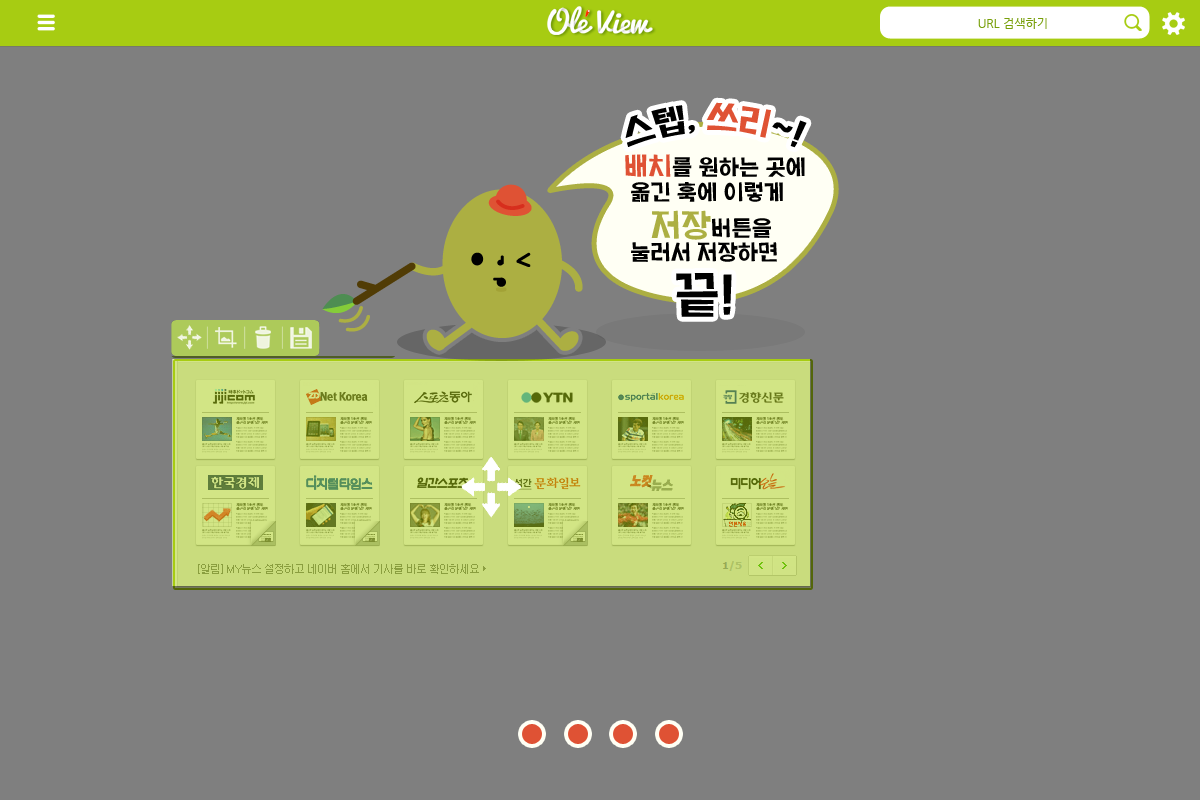 Ole View
URL 검색하기
스텝, 쓰리~!
배치를 원하는 곳에
옮긴 훅에 이렇게
저장버튼을
눌러서 저장하면
끝!
jijicom
ZDNet Korea
스포츠동아
YTN
sportalkorea
경향신문
한국경제
디지털타임스
일간스포츠
문화일보
노컷뉴스
미디어오늘
[알림] MY뉴스 설정하고 네이버 홈에서 기사를 바로 확인하세요
1/5